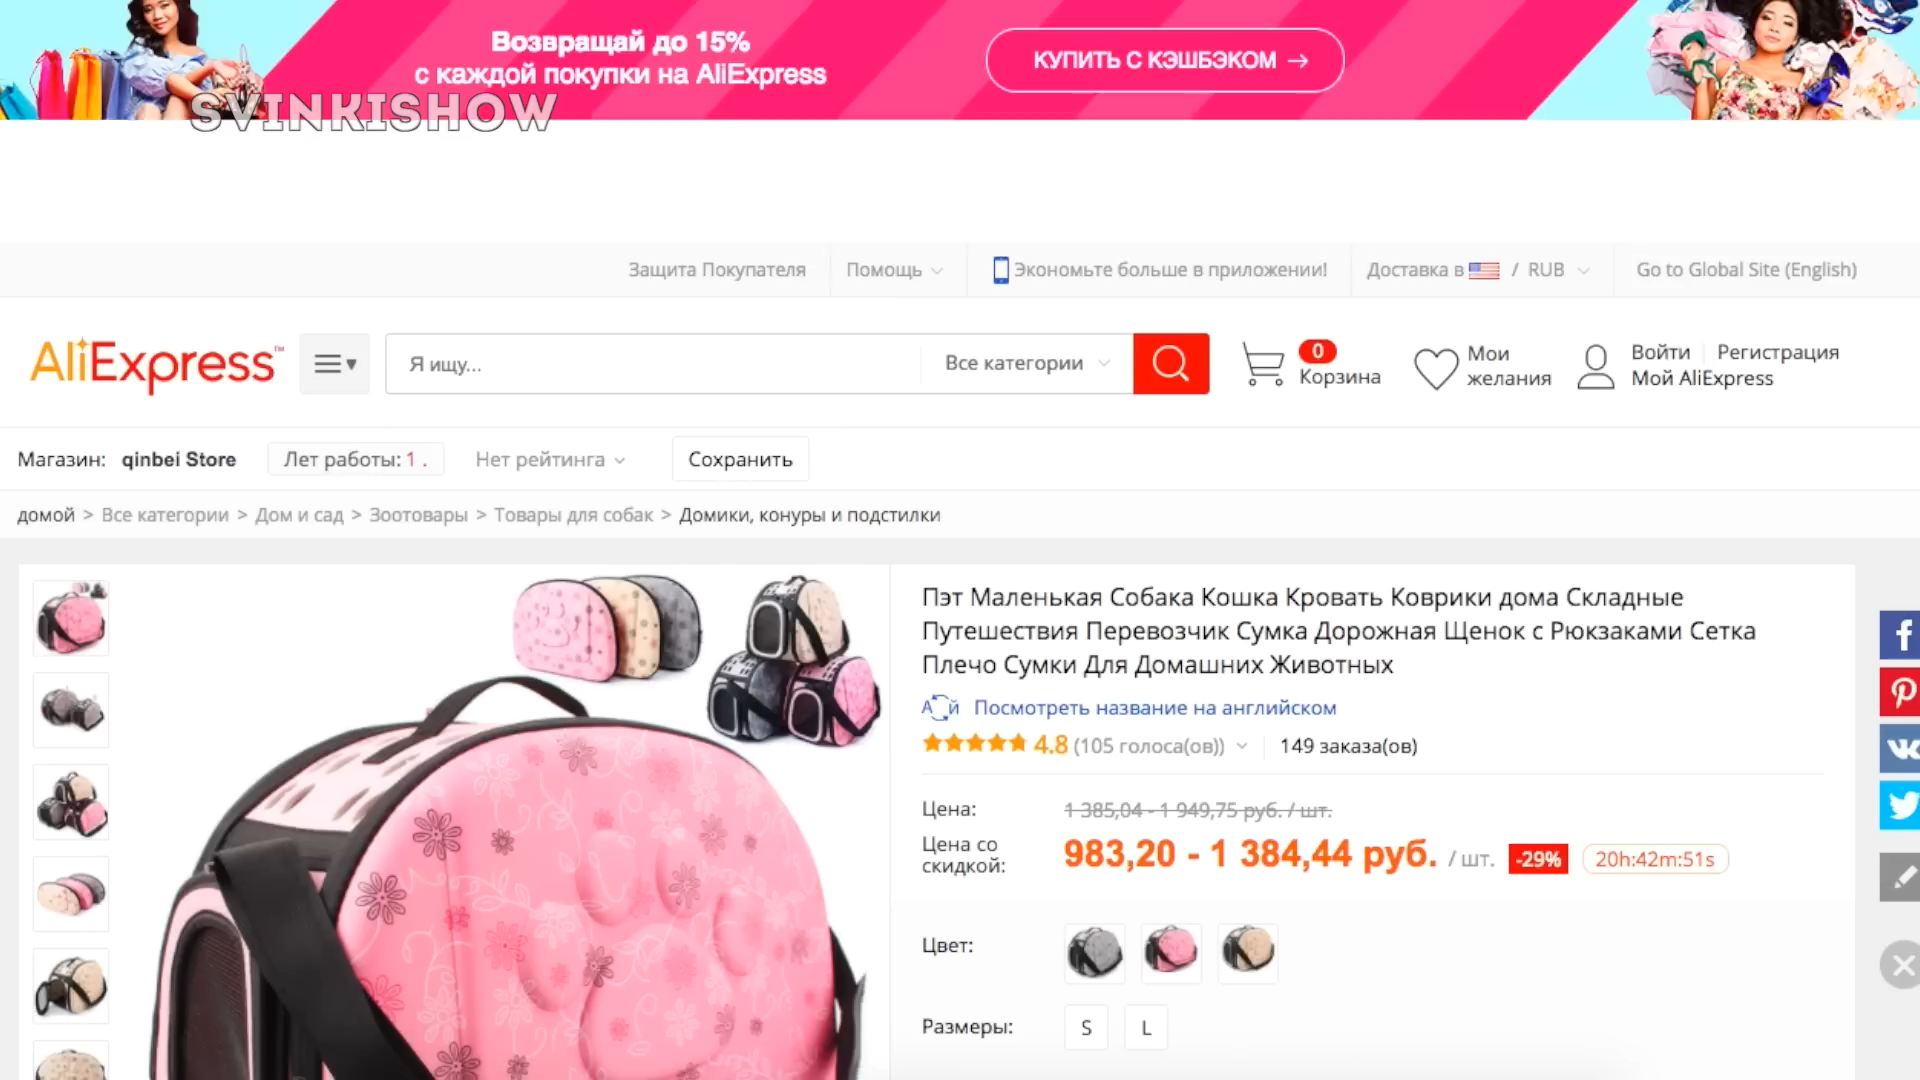 Возвращай до 15%
с каждой покупки на AliExpress
КУПИТЬ С КЭШБЭКОМ →
SVINKISHOW
Защита Покупателя
Помощь
Экономьте больше в приложении!
Доставка в / RUB
Go to Global Site (English)
AliExpress™
Я ищу...
Все категории
0
Корзина
Мои
желания
Войти
Регистрация
Мой AliExpress
Магазин: qinbei Store
Лет работы: 1 .
Нет рейтинга
Сохранить
домой > Все категории > Дом и сад > Зоотовары > Товары для собак > Домики, конуры и подстилки
Пэт Маленькая Собака Кошка Кровать Коврики дома Складные
Путешествия Перевозчик Сумка Дорожная Щенок с Рюкзаками Сетка
Плечо Сумки Для Домашних Животных
Посмотреть название на английском
4.8 (105 голоса(ов))
149 заказа(ов)
Цена:
1 385,04 - 1 949,75 руб. / шт.
Цена со
скидкой:
983,20 - 1 384,44 руб. / шт.
-29%
20h:42m:51s
Цвет:
Размеры:
S
L